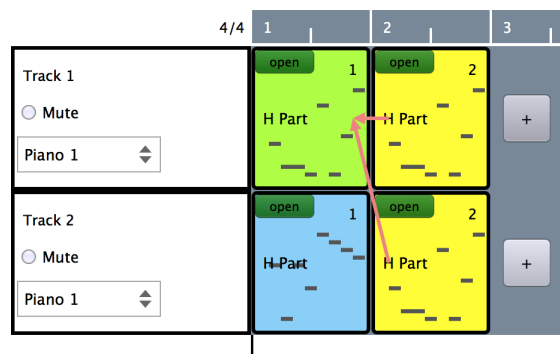 4/4 1 2 3
Track 1
Mute
Piano 1
open 1
H Part
open 2
H Part
+
Track 2
Mute
Piano 1
open 1
H Part
open 2
H Part
+